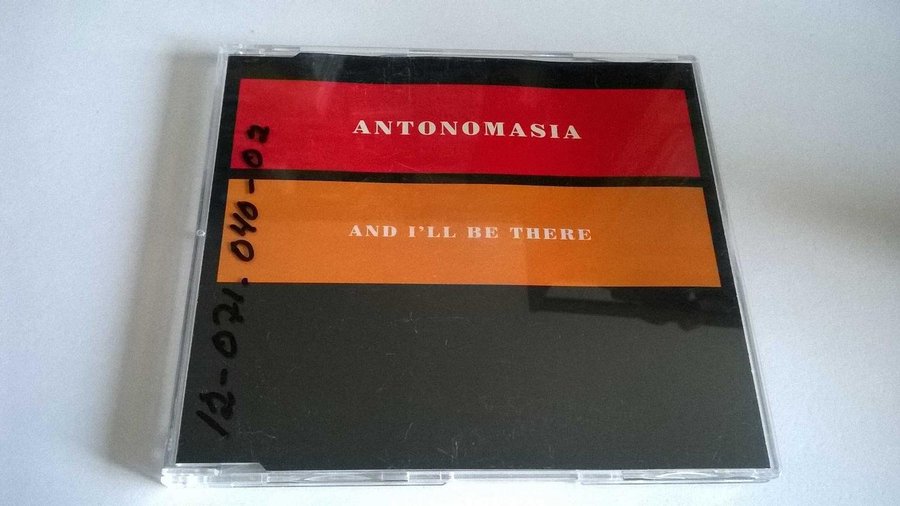 ANTONOMASIA
AND I'LL BE THERE
12-021.040-02